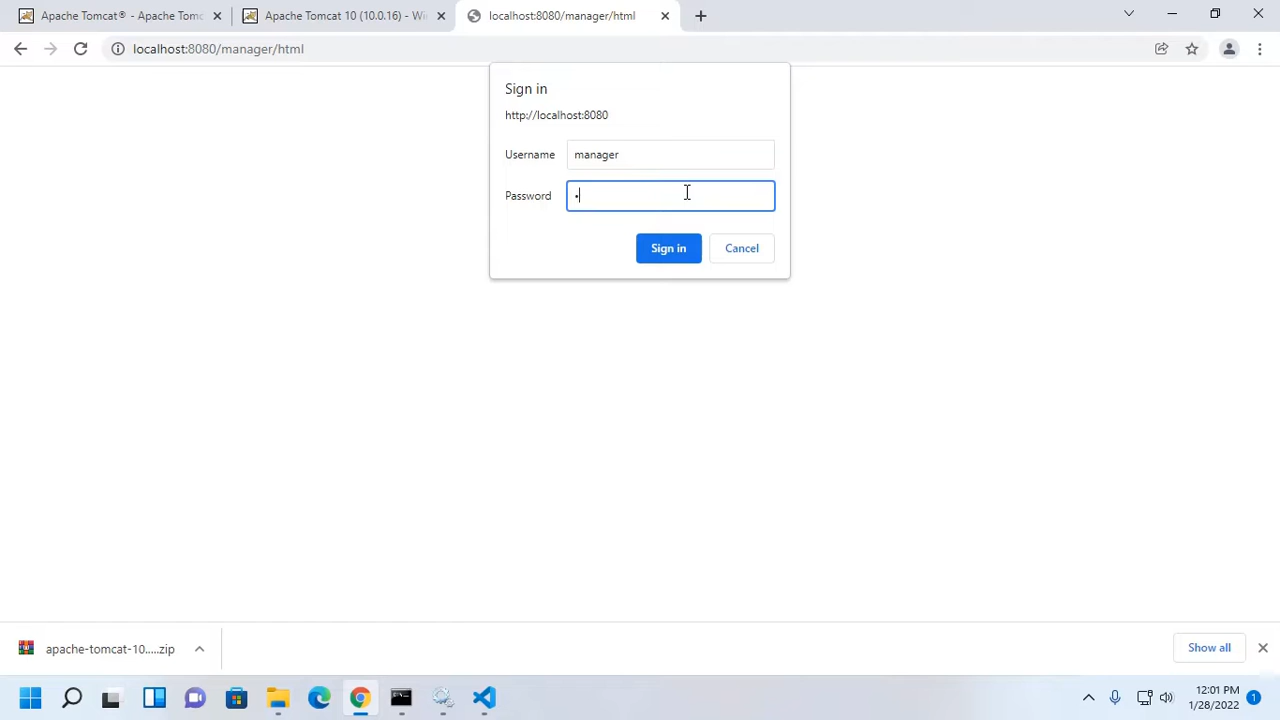 Apache Tomcat® - Apache Tomc
Apache Tomcat 10 (10.0.16) - Wi
localhost:8080/manager/html
localhost:8080/manager/html
Sign in
http://localhost:8080
Username
manager
Password
Sign in
Cancel
apache-tomcat-10.....zip
Show all
12:01 PM
1/28/2022
1